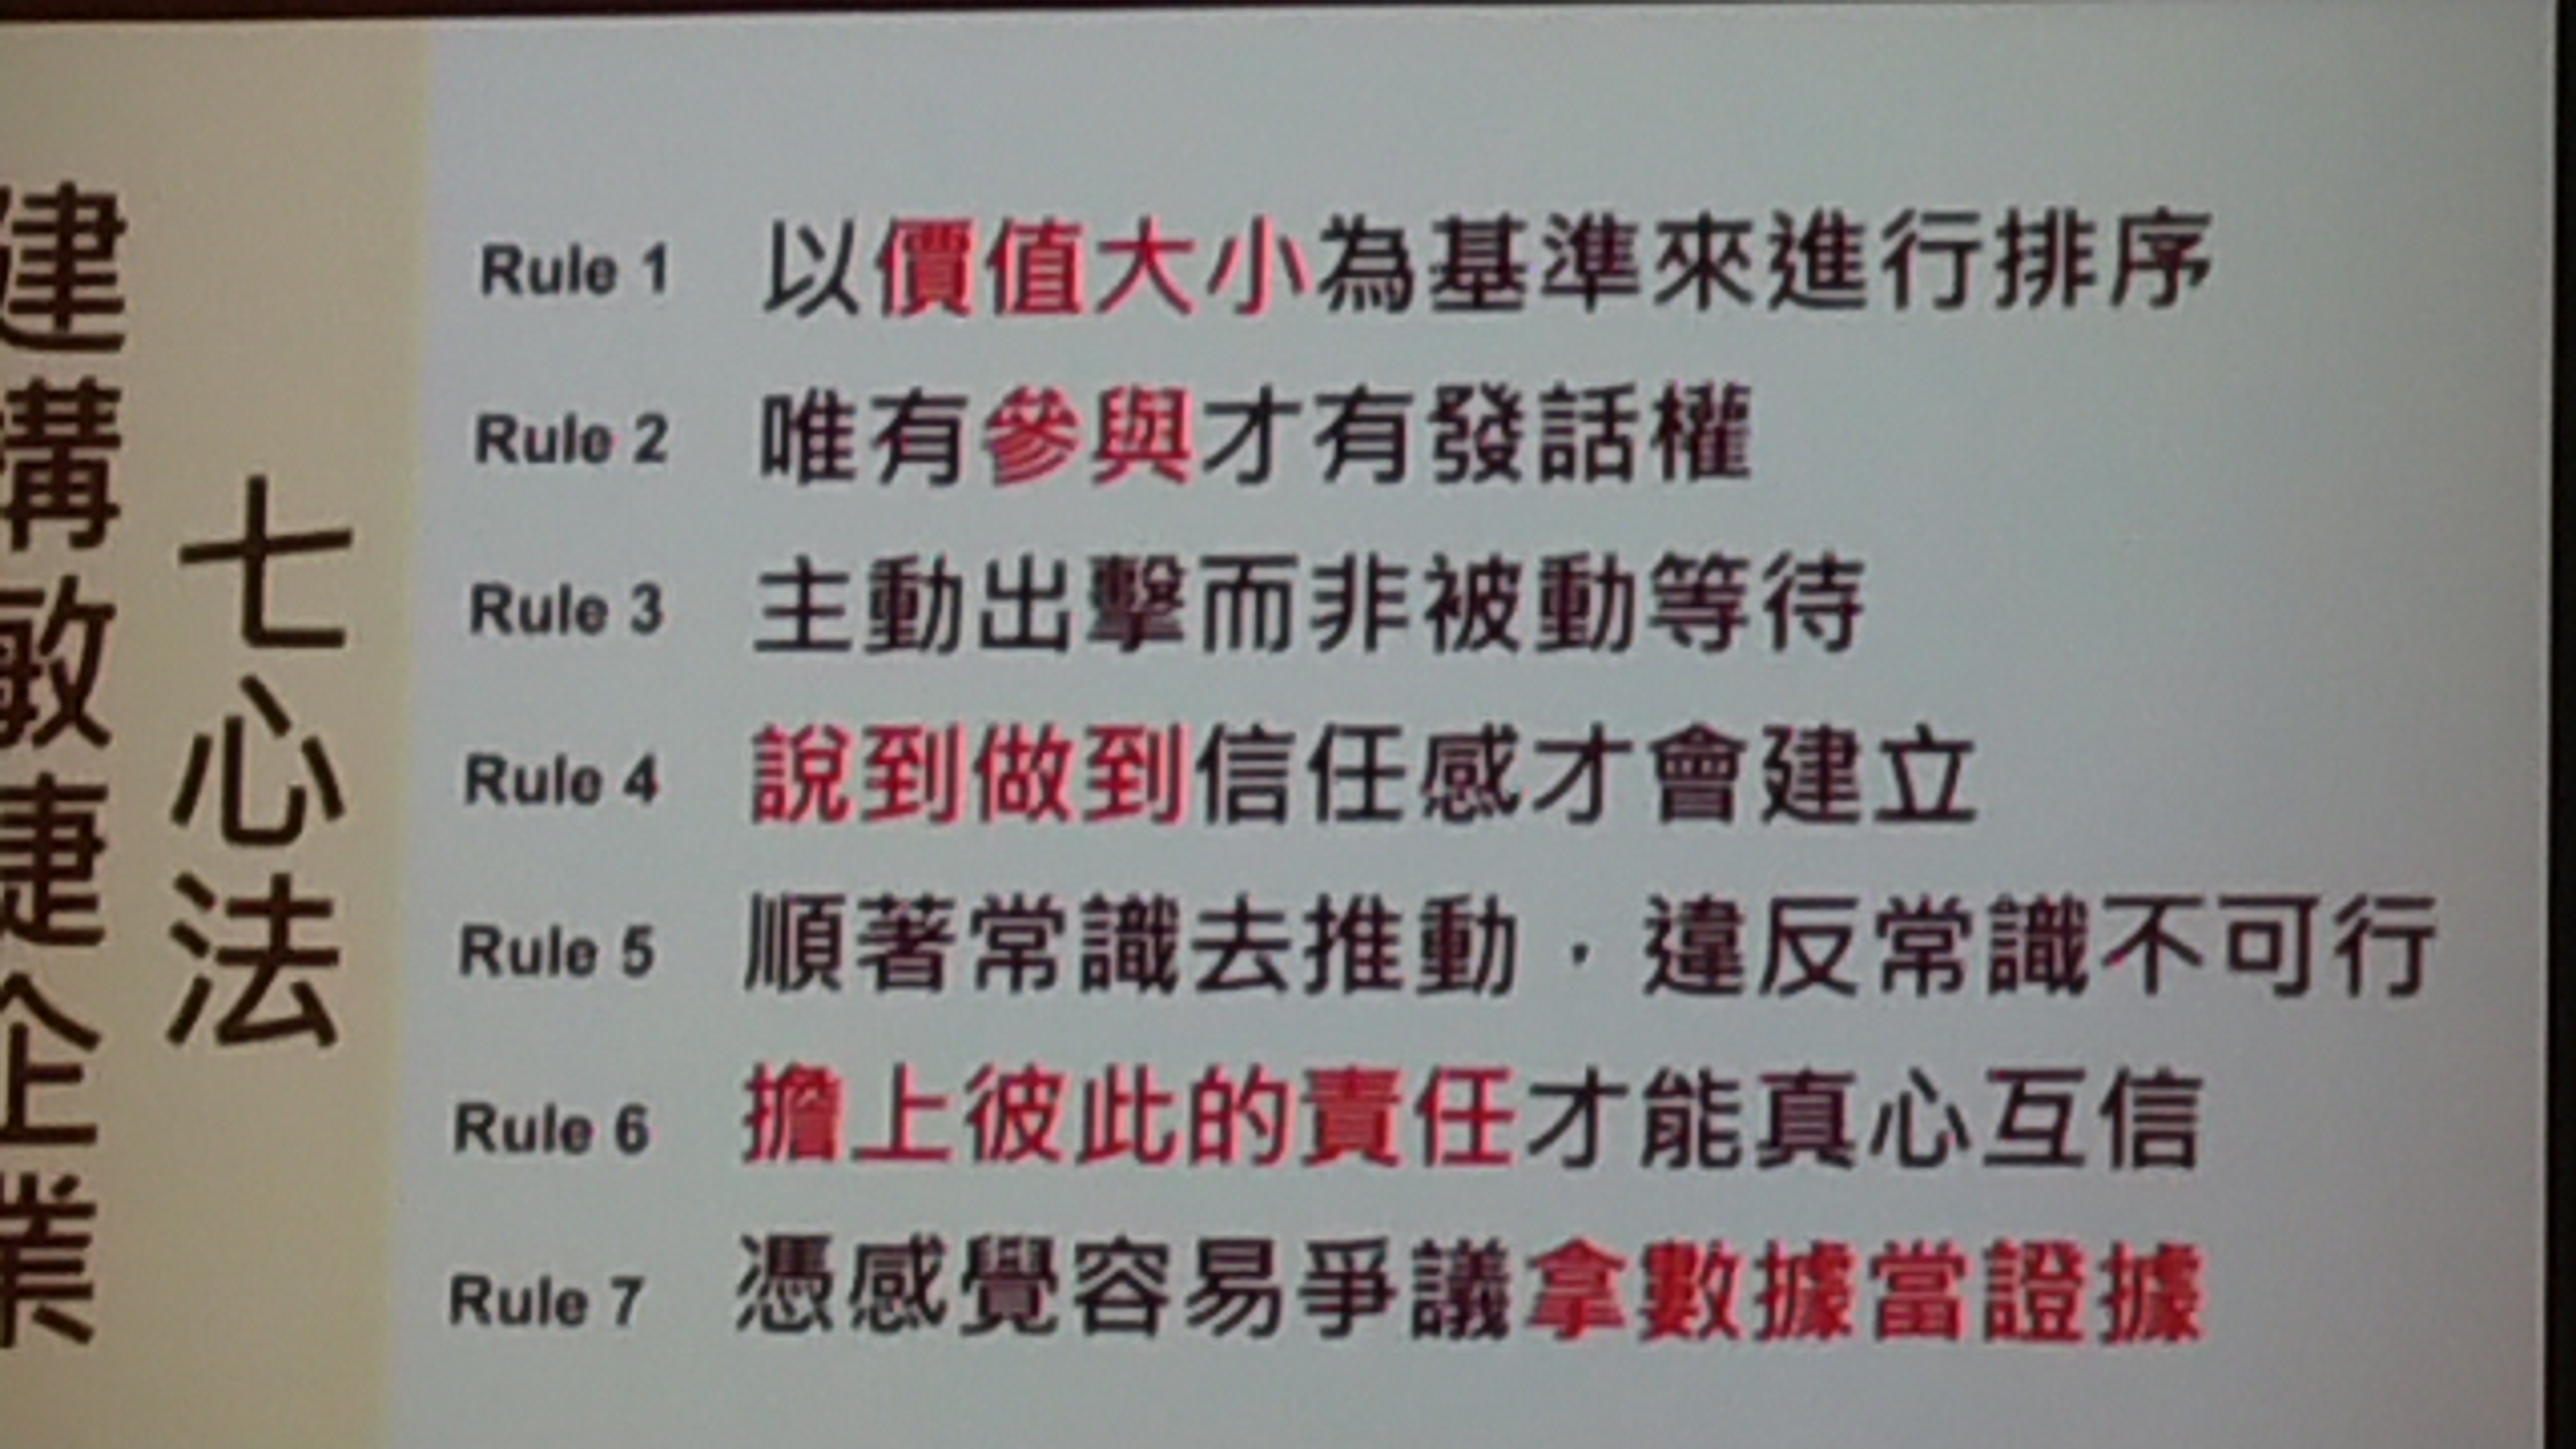 建構敏捷企業
七心法
Rule 1 以價值大小為基準來進行排序
Rule 2 唯有參與才有發話權
Rule 3 主動出擊而非被動等待
Rule 4 說到做到信任感才會建立
Rule 5 順著常識去推動，違反常識不可行
Rule 6 擔上彼此的責任才能真心互信
Rule 7 憑感覺容易爭議拿數據當證據